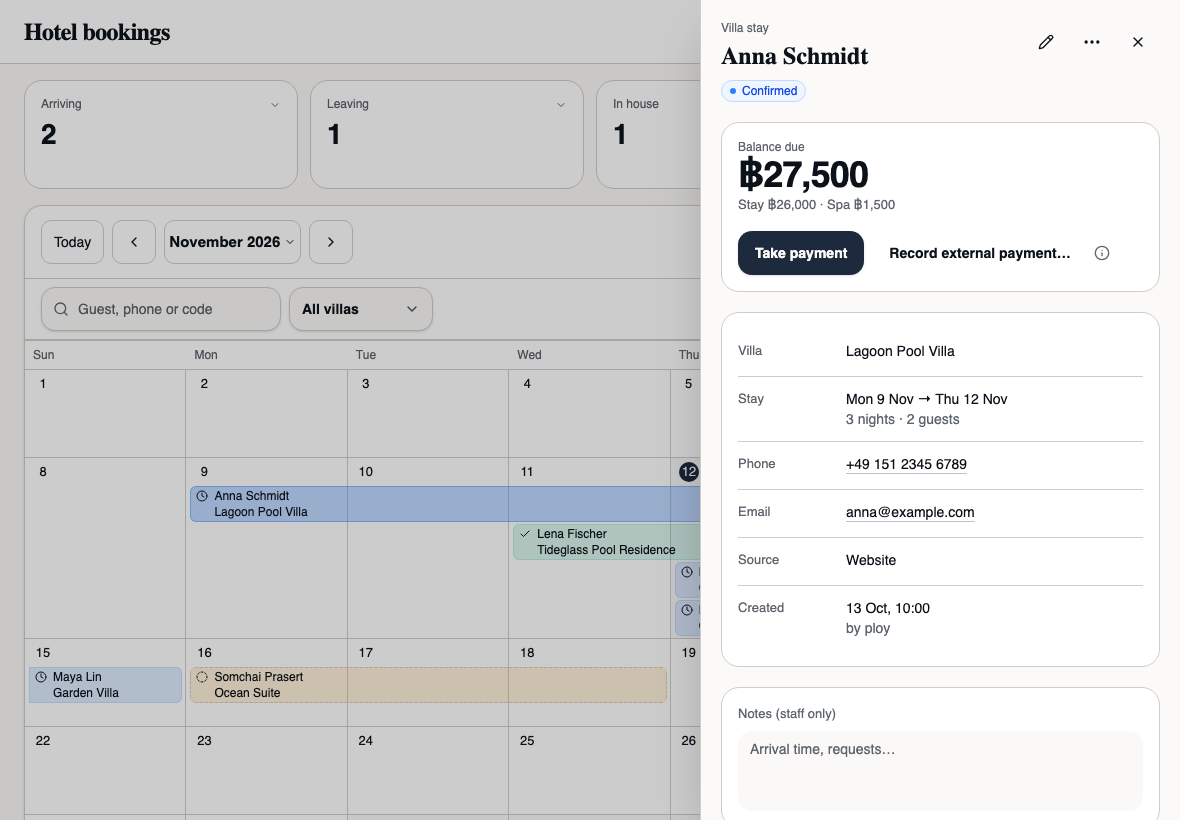 Hotel bookings
Arriving
2
Leaving
1
In house
1
Today
November 2026
Guest, phone or code
All villas
Sun Mon Tue Wed Thu
1 2 3 4 5
8 9 10 11 12
Anna Schmidt
Lagoon Pool Villa
Lena Fischer
Tideglass Pool Residence
15 16 17 18 19
Maya Lin
Garden Villa
Somchai Prasert
Ocean Suite
22 23 24 25 26
Villa stay
Anna Schmidt
Confirmed
Balance due
฿27,500
Stay ฿26,000 · Spa ฿1,500
Take payment
Record external payment…
Villa Lagoon Pool Villa
Stay Mon 9 Nov → Thu 12 Nov
3 nights · 2 guests
Phone +49 151 2345 6789
Email anna@example.com
Source Website
Created 13 Oct, 10:00
by ploy
Notes (staff only)
Arrival time, requests…